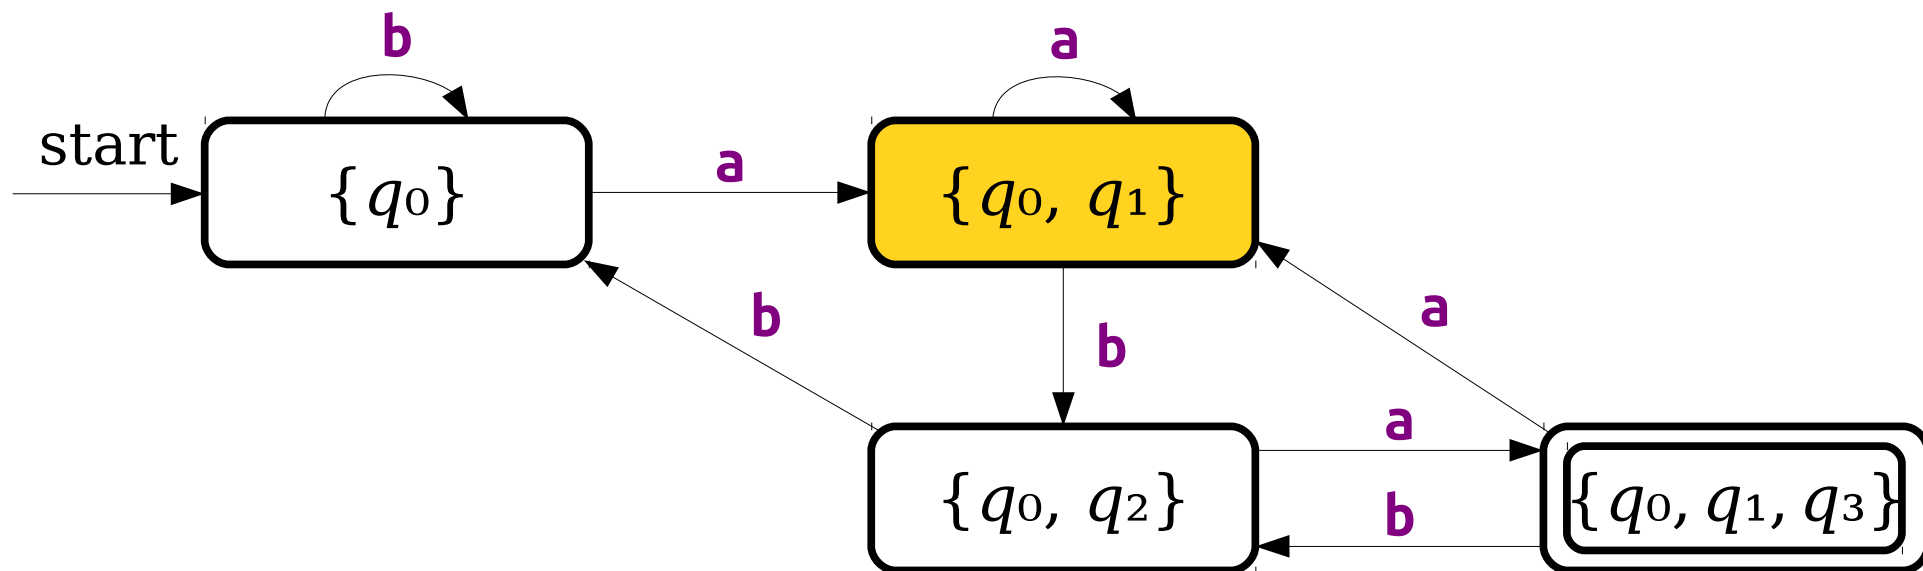 b
a
start
{q₀}
a
{q₀, q₁}
b
b
a
{q₀, q₂}
a
b
{q₀, q₁, q₃}